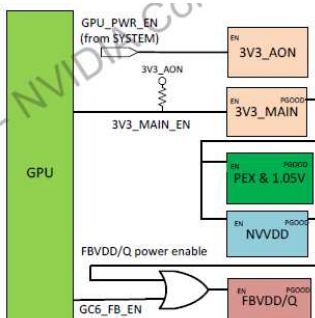 GPU_PWR_EN
(from SYSTEM)
EN
3V3_AON
3V3_AON
PGOOD
EN
3V3_MAIN
3V3_MAIN_EN
GPU
EN
PGOOD
PEX & 1.05V
EN
PGOOD
NVVDD
FBVDD/Q power enable
EN
PGOOD
FBVDD/Q
GC6_FB_EN
NVIDIA